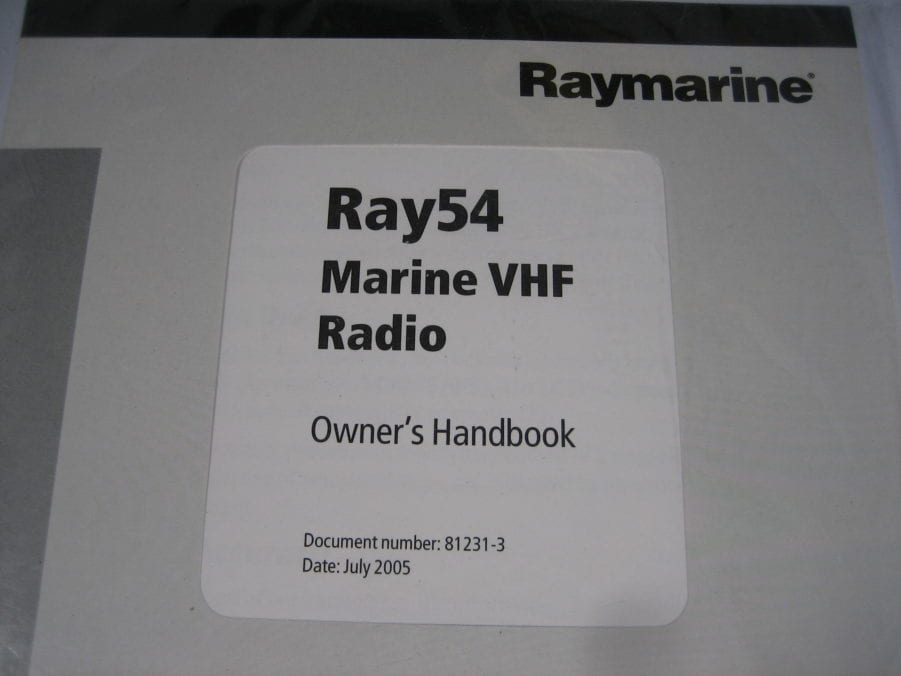 Raymarine®
Ray54
Marine VHF
Radio
Owner's Handbook
Document number: 81231-3
Date: July 2005